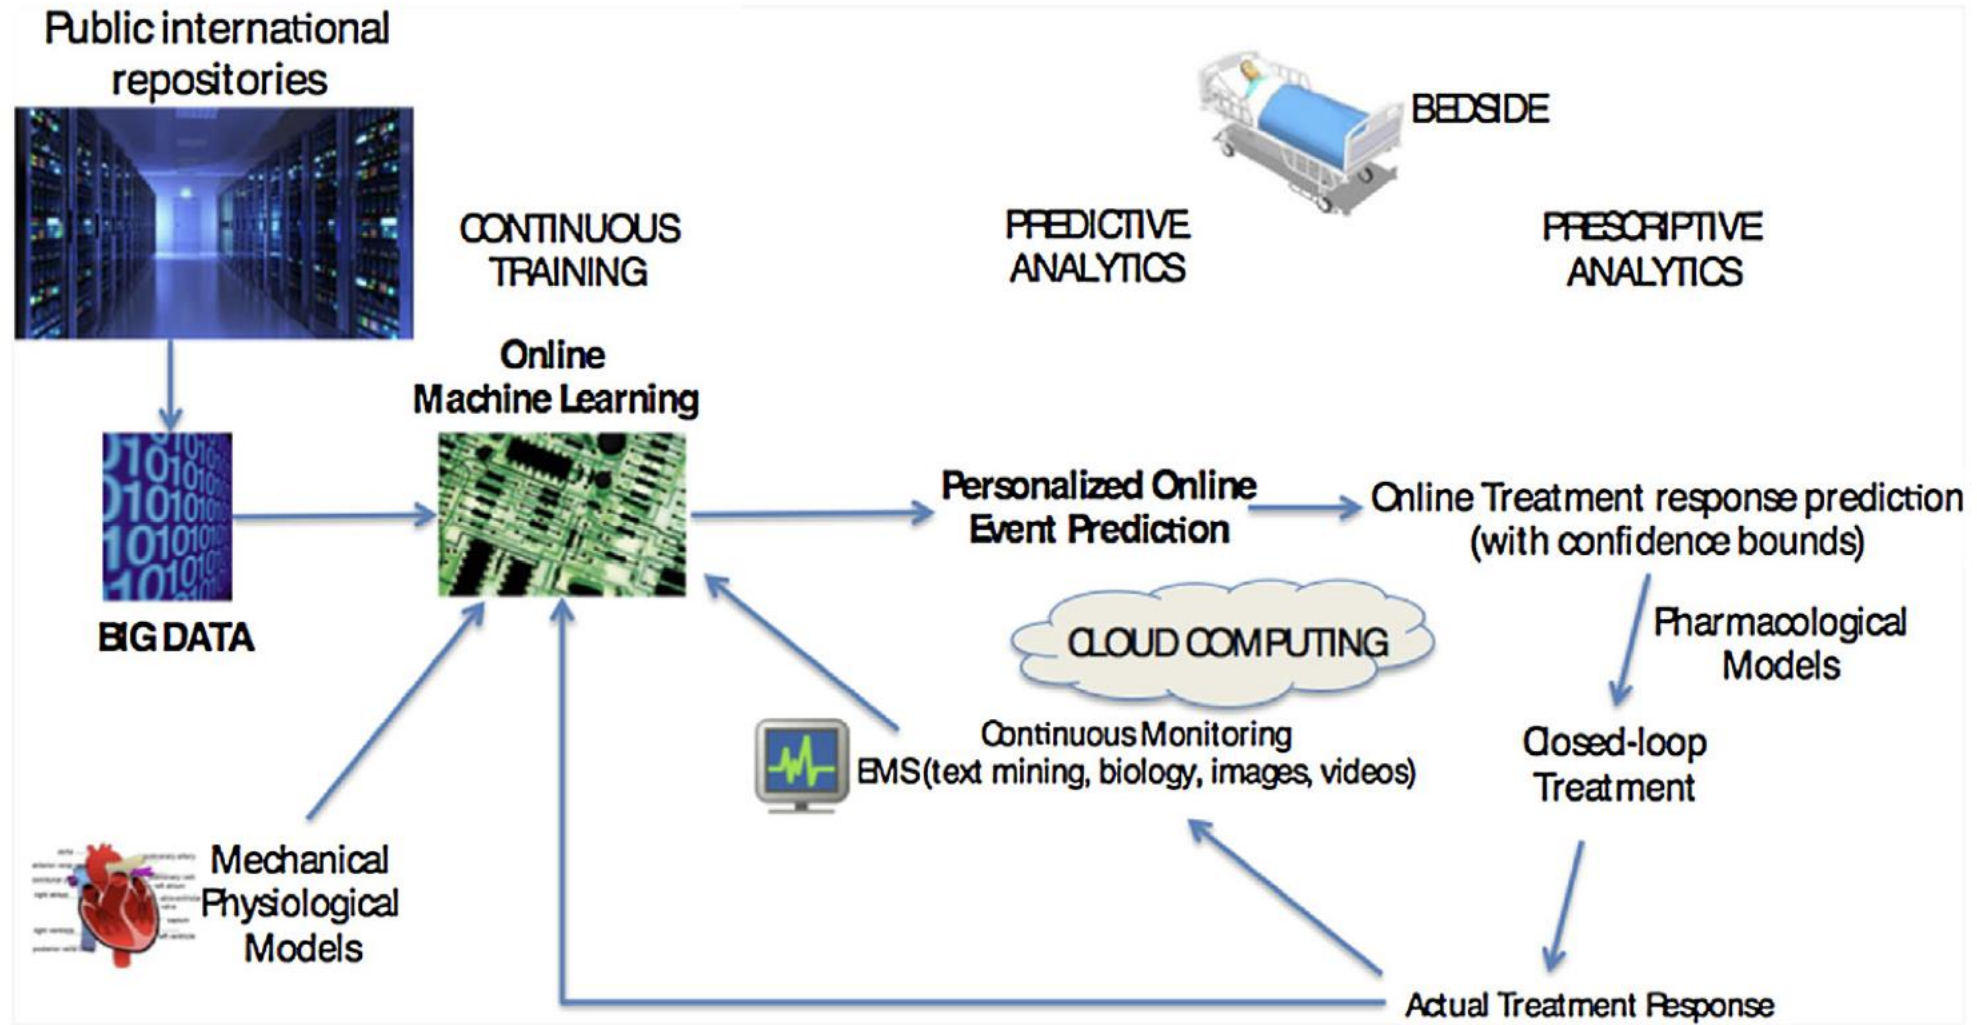 Public international
repositories
BEDSIDE
CONTINUOUS
TRAINING
PREDICTIVE
ANALYTICS
PRESCRIPTIVE
ANALYTICS
Online
Machine Learning
Personalized Online
Event Prediction
Online Treatment response prediction
(with confidence bounds)
BIG DATA
CLOUD COMPUTING
Pharmacological
Models
Continuous Monitoring
EMS (text mining, biology, images, videos)
Closed-loop
Treatment
Mechanical
Physiological
Models
Actual Treatment Response